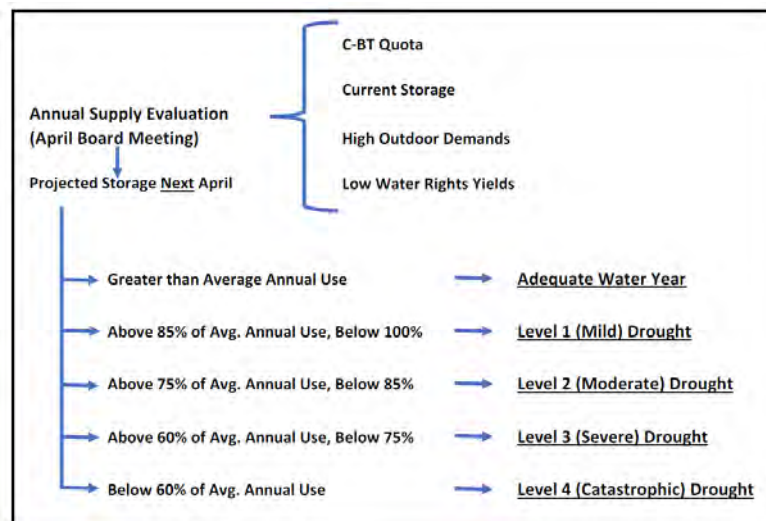 C-BT Quota
Current Storage
Annual Supply Evaluation
(April Board Meeting)
High Outdoor Demands
Projected Storage Next April
Low Water Rights Yields
Greater than Average Annual Use
Adequate Water Year
Above 85% of Avg. Annual Use, Below 100%
Level 1 (Mild) Drought
Above 75% of Avg. Annual Use, Below 85%
Level 2 (Moderate) Drought
Above 60% of Avg. Annual Use, Below 75%
Level 3 (Severe) Drought
Below 60% of Avg. Annual Use
Level 4 (Catastrophic) Drought